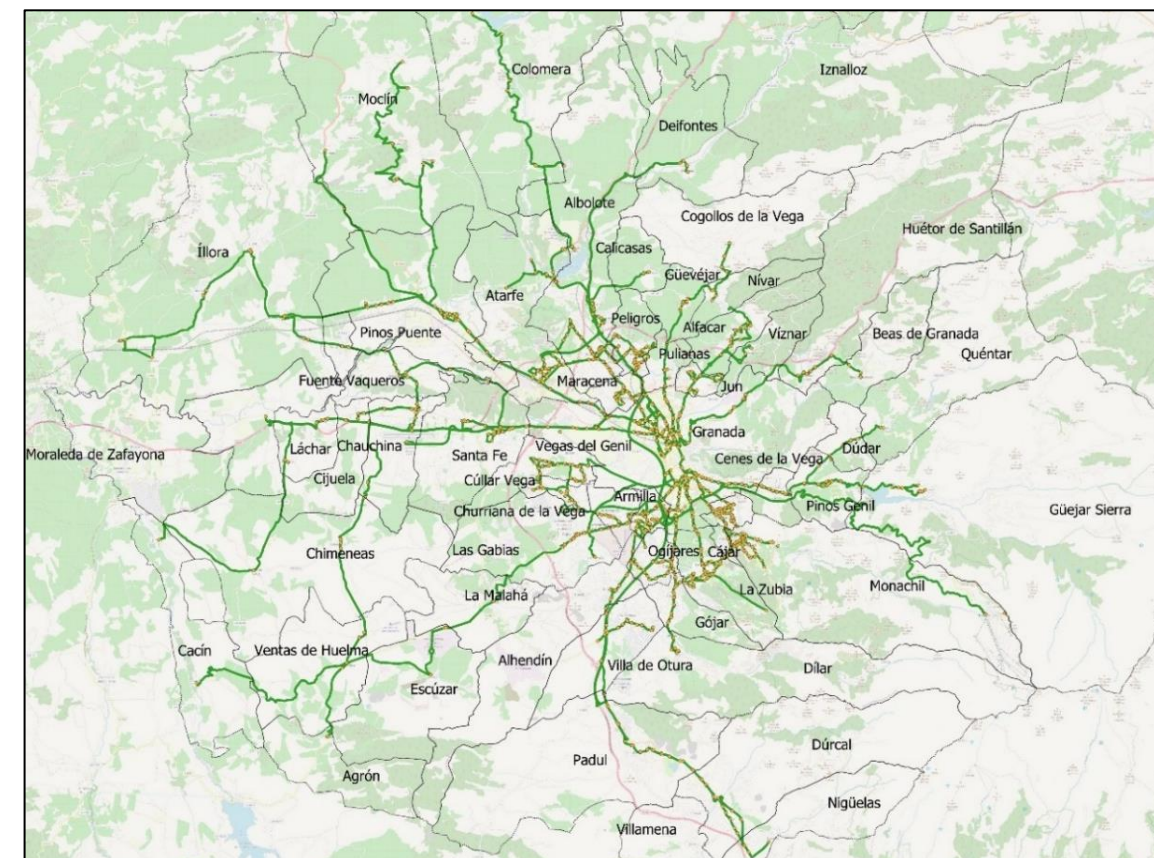 Colomera
Iznalloz
Moclín
Deifontes
Albolote
Cogollos de la Vega
Huétor de Santillán
Íllora
Calicasas
Güevéjar
Nívar
Atarfe
Peligros
Alfacar
Víznar
Pinos Puente
Beas de Granada
Pulianas
Quéntar
Fuente Vaqueros
Maracena
Jun
Granada
Láchar
Chauchina
Vegas del Genil
Dúdar
Moraleda de Zafayona
Santa Fe
Cenes de la Vega
Cijuela
Cúllar Vega
Armilla
Pinos Genil
Churriana de la Vega
Güejar Sierra
Chimeneas
Las Gabias
Ogíjares
Cájar
Monachil
La Malahá
La Zubia
Gójar
Cacín
Ventas de Huelma
Alhendín
Villa de Otura
Dílar
Escúzar
Dúrcal
Padul
Agrón
Nigüelas
Villamena